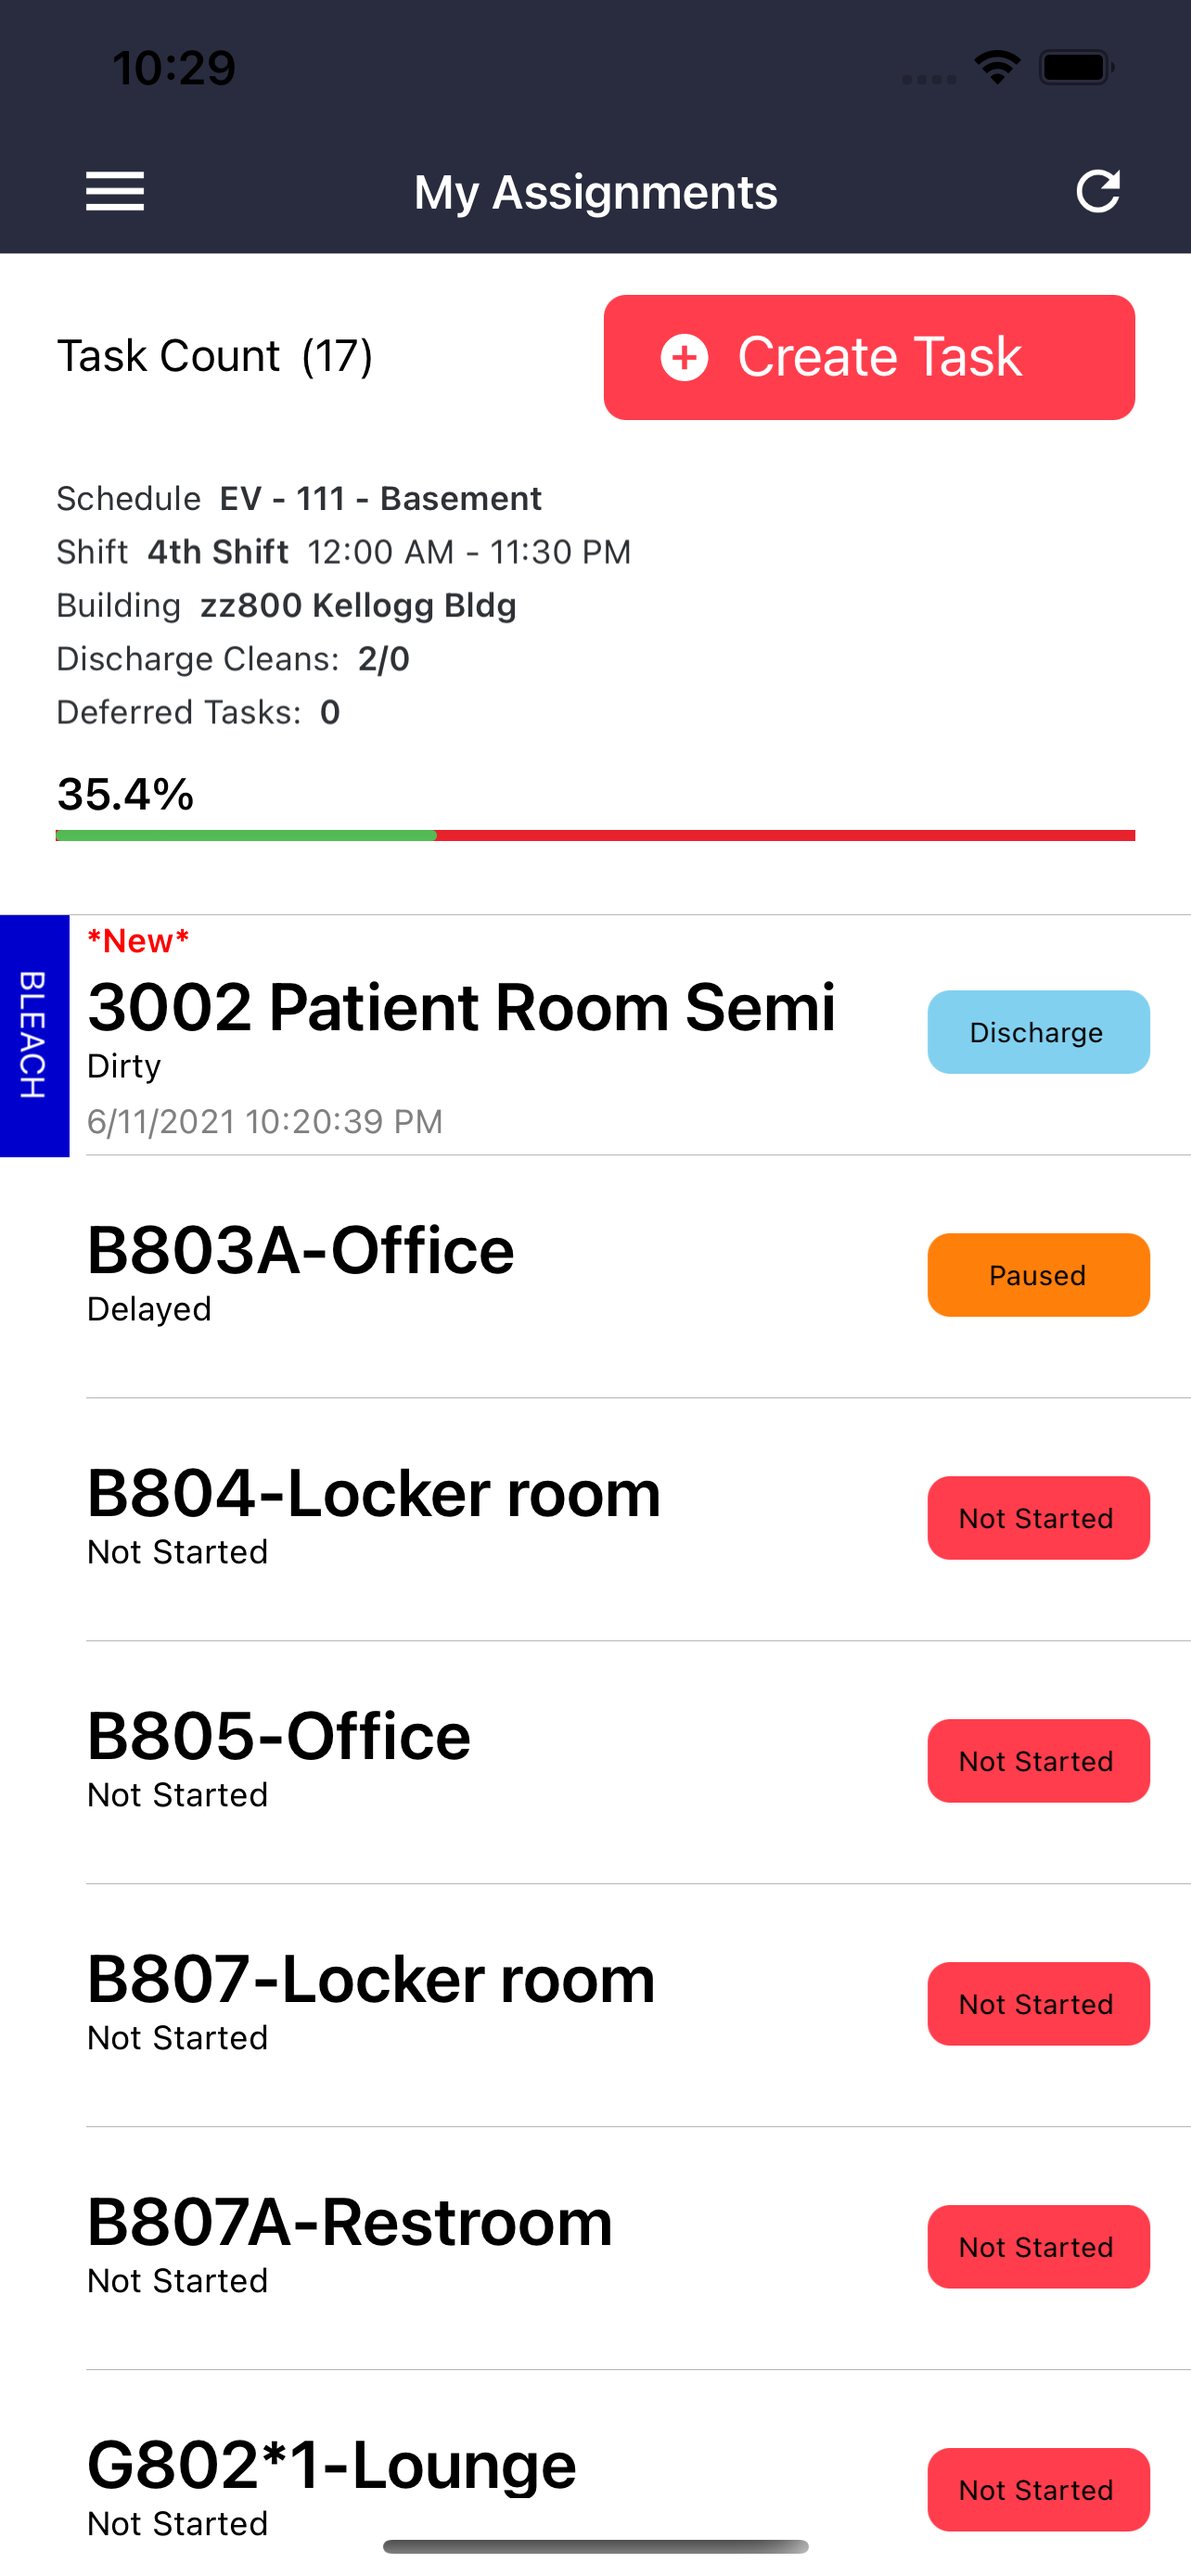 10:29
My Assignments
Task Count (17)
Create Task
Schedule EV - 111 - Basement
Shift 4th Shift 12:00 AM - 11:30 PM
Building zz800 Kellogg Bldg
Discharge Cleans: 2/0
Deferred Tasks: 0
35.4%
BLEACH
*New*
3002 Patient Room Semi
Dirty
6/11/2021 10:20:39 PM
Discharge
B803A-Office
Delayed
Paused
B804-Locker room
Not Started
Not Started
B805-Office
Not Started
Not Started
B807-Locker room
Not Started
Not Started
B807A-Restroom
Not Started
Not Started
G802*1-Lounge
Not Started
Not Started